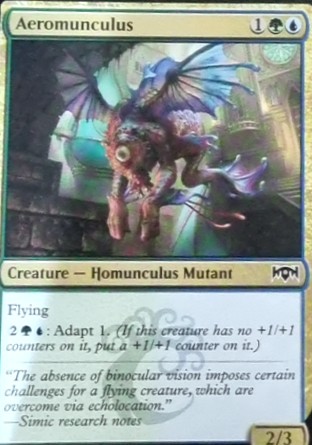 Aeromunculus 1
Creature — Homunculus Mutant
Flying
2 : Adapt 1. (If this creature has no +1/+1
counters on it, put a +1/+1 counter on it.)
"The absence of binocular vision imposes certain
challenges for a flying creature, which are
overcome via echolocation."
—Simic research notes
2/3